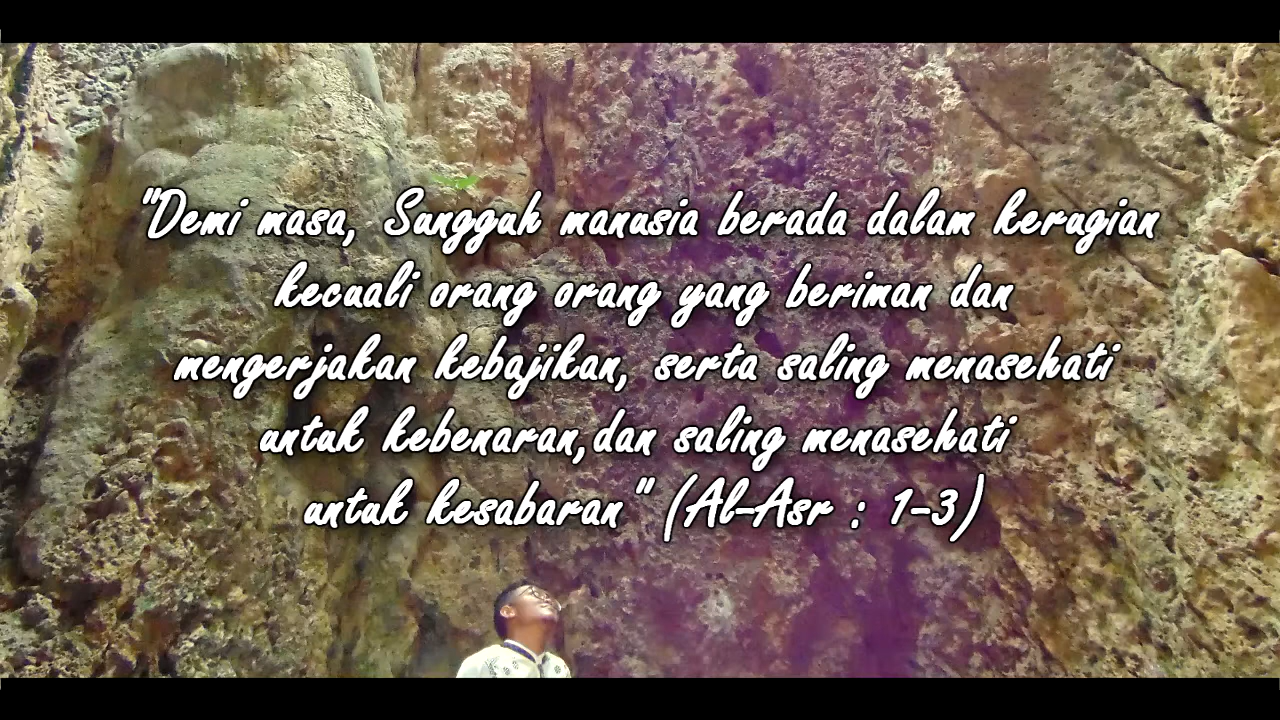 "Demi masa, Sungguh manusia berada dalam kerugian
kecuali orang orang yang beriman dan
mengerjakan kebajikan, serta saling menasehati
untuk kebenaran,dan saling menasehati
untuk kesabaran" (Al-Asr : 1-3)